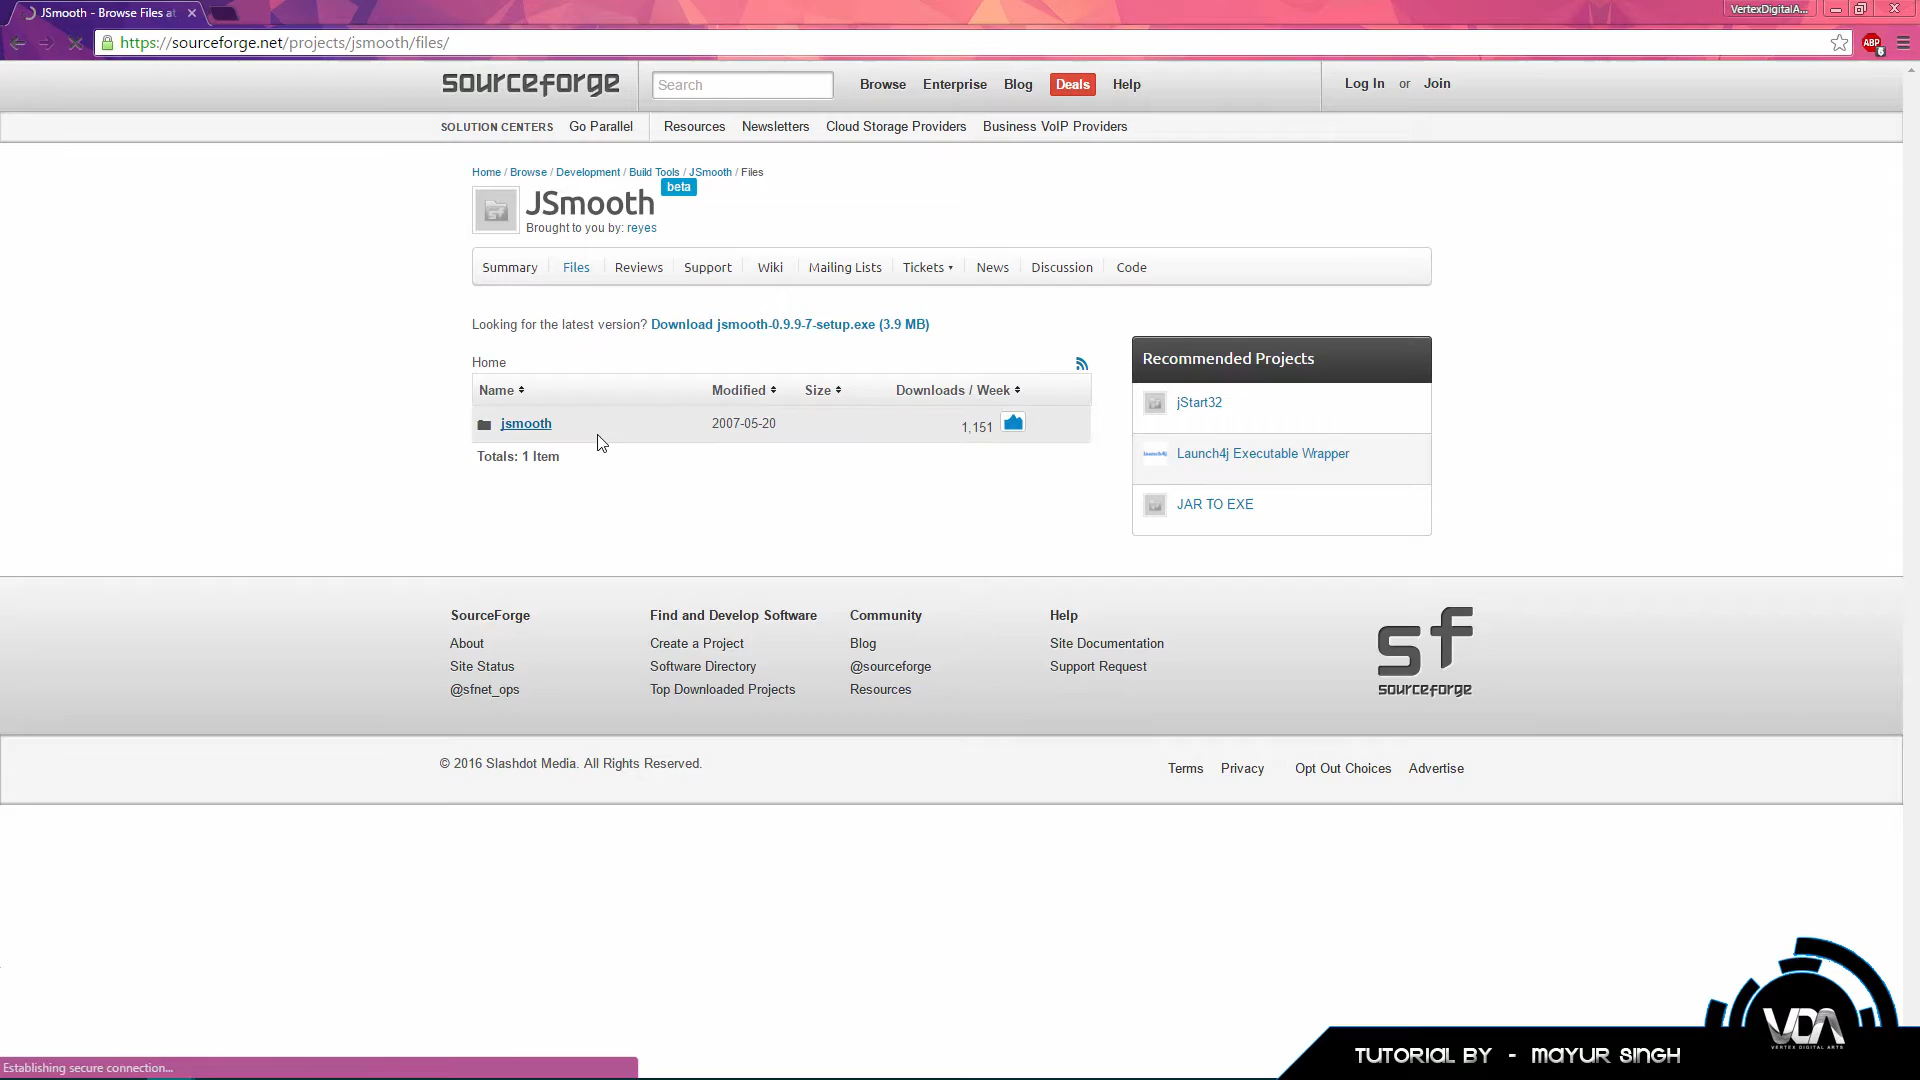 JSmooth - Browse Files at
VertexDigitalA...
https://sourceforge.net/projects/jsmooth/files/
ABP
6
sourceforge
Search
Browse
Enterprise
Blog
Deals
Help
Log In or Join
SOLUTION CENTERS
Go Parallel
Resources
Newsletters
Cloud Storage Providers
Business VoIP Providers
Home / Browse / Development / Build Tools / JSmooth / Files
JSmooth
beta
Brought to you by: reyes
Summary
Files
Reviews
Support
Wiki
Mailing Lists
Tickets
News
Discussion
Code
Looking for the latest version? Download jsmooth-0.9.9-7-setup.exe (3.9 MB)
Home
Name
Modified
Size
Downloads / Week
jsmooth
2007-05-20
1,151
Totals: 1 Item
Recommended Projects
jStart32
launch4j
Launch4j Executable Wrapper
JAR TO EXE
SourceForge
About
Site Status
@sfnet_ops
Find and Develop Software
Create a Project
Software Directory
Top Downloaded Projects
Community
Blog
@sourceforge
Resources
Help
Site Documentation
Support Request
sf
sourceforge
© 2016 Slashdot Media. All Rights Reserved.
Terms
Privacy
Opt Out Choices
Advertise
Establishing secure connection...
VDA
VERTEX DIGITAL ARTS
TUTORIAL BY - MAYUR SINGH